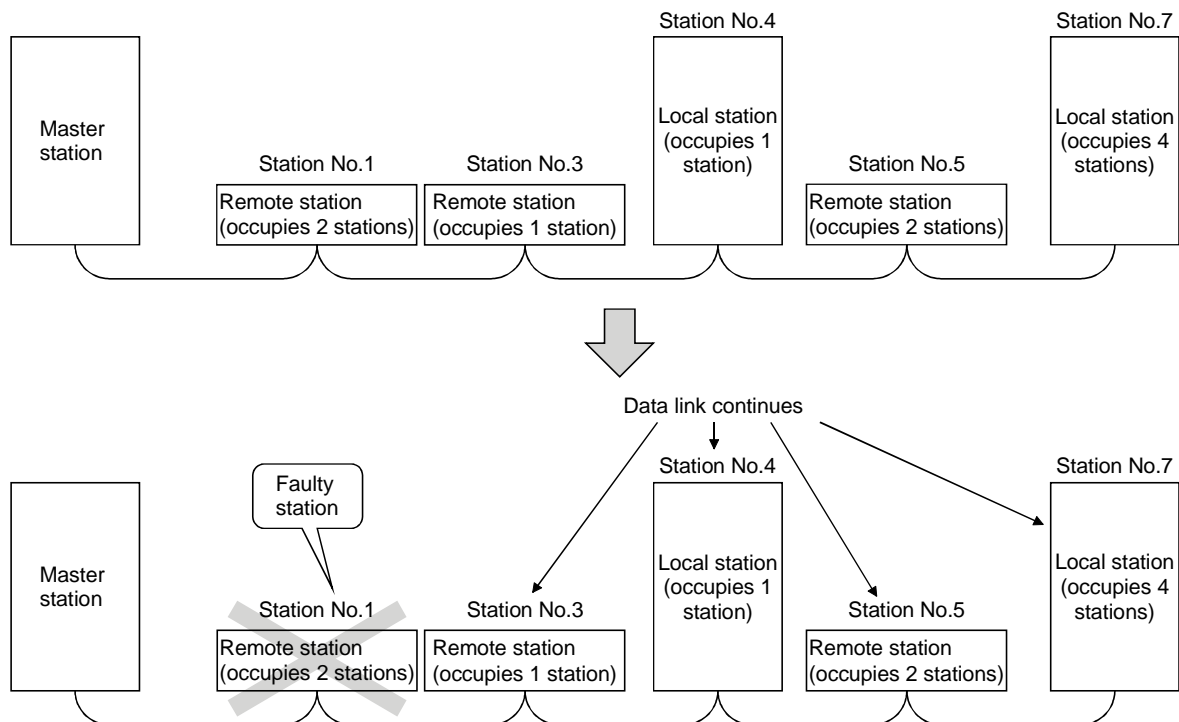 Station No.4
Station No.7
Master
station
Local station
(occupies 1
station)
Local station
(occupies 4
stations)
Station No.1
Station No.3
Station No.5
Remote station
(occupies 2 stations)
Remote station
(occupies 1 station)
Remote station
(occupies 2 stations)
Data link continues
Station No.4
Station No.7
Faulty
station
Master
station
Local station
(occupies 1
station)
Local station
(occupies 4
stations)
Station No.1
Station No.3
Station No.5
Remote station
(occupies 2 stations)
Remote station
(occupies 1 station)
Remote station
(occupies 2 stations)